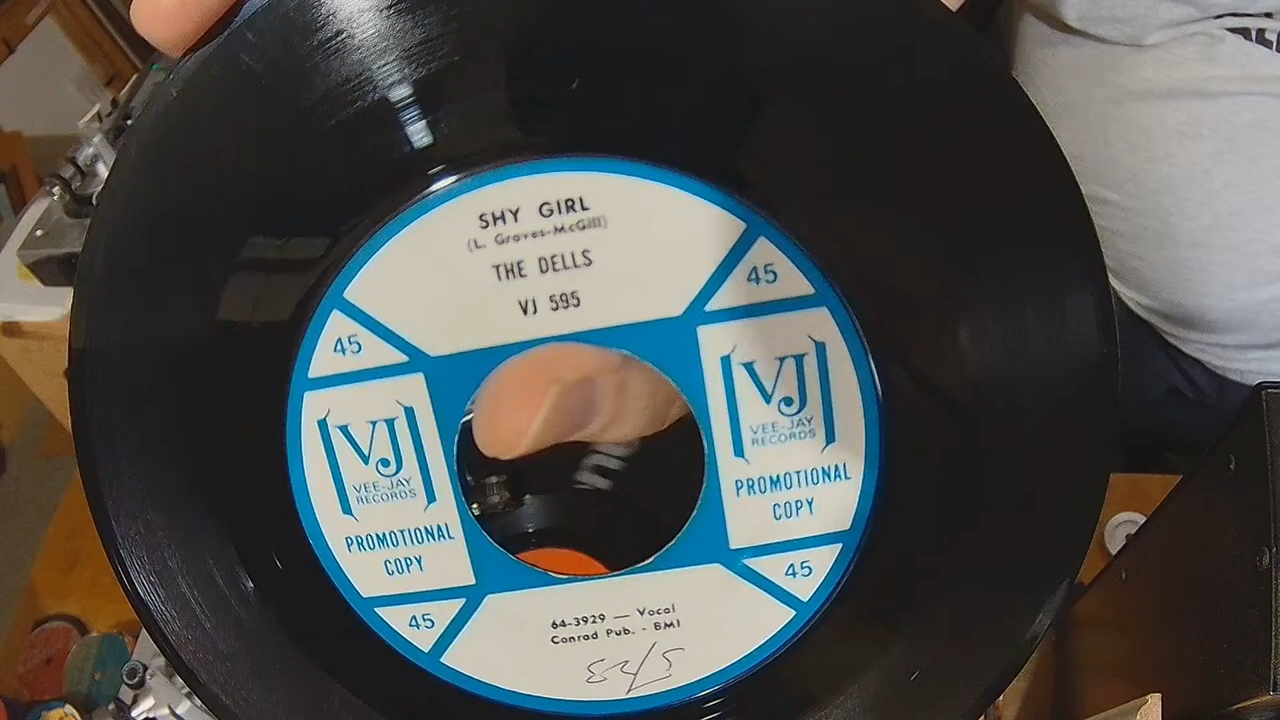 SHY GIRL
(L. Graves-McGill)
THE DELLS
VJ 595
45
45
VJ
VEE-JAY
RECORDS
PROMOTIONAL
COPY
VJ
VEE-JAY
RECORDS
PROMOTIONAL
COPY
45
45
64-3929 — Vocal
Conrad Pub. - BMI